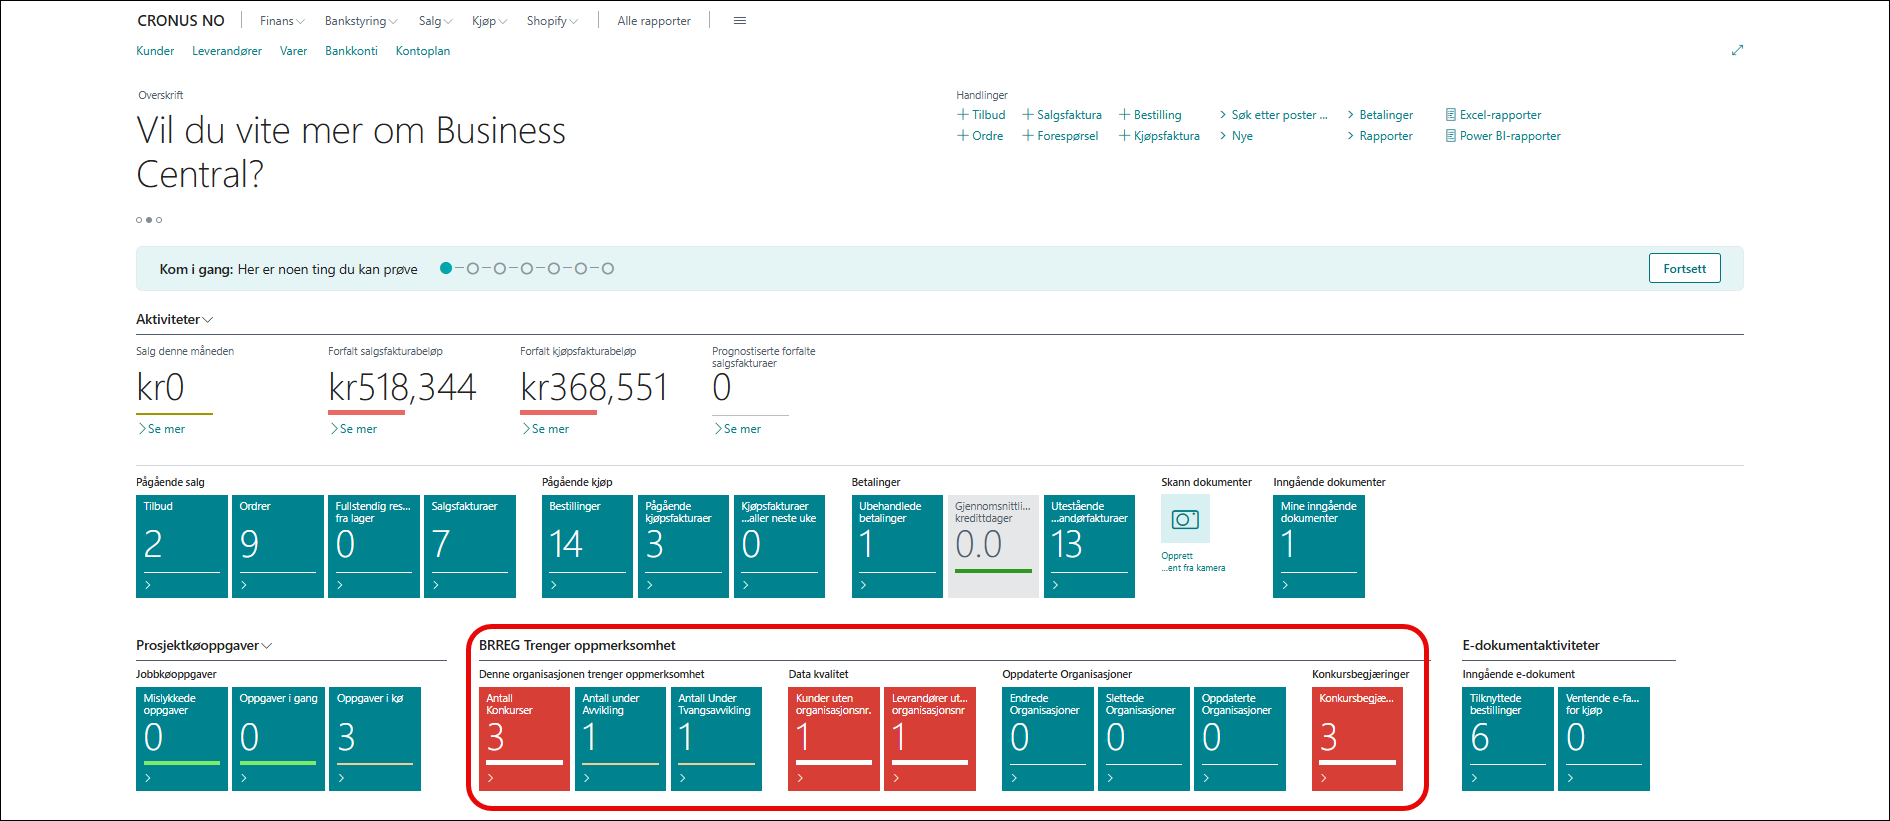 CRONUS NO
Finans
Bankstyring
Salg
Kjøp
Shopify
Alle rapporter
Kunder
Leverandører
Varer
Bankkonti
Kontoplan
Overskrift
Vil du vite mer om Business
Central?
Handlinger
Tilbud
Salgsfaktura
Bestilling
Søk etter poster ...
Betalinger
Excel-rapporter
Ordre
Forespørsel
Kjøpsfaktura
Nye
Rapporter
Power BI-rapporter
Kom i gang: Her er noen ting du kan prøve
Fortsett
Aktiviteter
Salg denne måneden
kr0
Se mer
Forfalt salgsfakturabeløp
kr518,344
Se mer
Forfalt kjøpsfakturabeløp
kr368,551
Se mer
Prognostiserte forfalte
salgsfakturaer
0
Se mer
Pågående salg
Tilbud
2
Ordrer
9
Fullstendig res...
fra lager
0
Salgsfakturaer
7
Pågående kjøp
Bestillinger
14
Pågående
kjøpsfakturaer
3
Kjøpsfakturaer
...aller neste uke
0
Betalinger
Ubehandlede
betalinger
1
Gjennomsnittli...
kredittdager
0.0
Utestående
...andørfakturaer
13
Skann dokumenter
Opprett
...ent fra kamera
Inngående dokumenter
Mine inngående
dokumenter
1
Prosjektkøoppgaver
Jobbkøoppgaver
Mislykkede
oppgaver
0
Oppgaver i gang
0
Oppgaver i kø
3
BRREG Trenger oppmerksomhet
Denne organisasjonen trenger oppmerksomhet
Antall
Konkurser
3
Antall under
Avvikling
1
Antall Under
Tvangsavvikling
1
Data kvalitet
Kunder uten
organisasjonsnr.
1
Levrandører ut...
organisasjonsnr
1
Oppdaterte Organisasjoner
Endrede
Organisasjoner
0
Slettede
Organisasjoner
0
Oppdaterte
Organisasjoner
0
Konkursbegjæringer
Konkursbegjæ...
3
E-dokumentaktiviteter
Inngående e-dokument
Tilknyttede
bestillinger
6
Ventende e-fa...
for kjøp
0